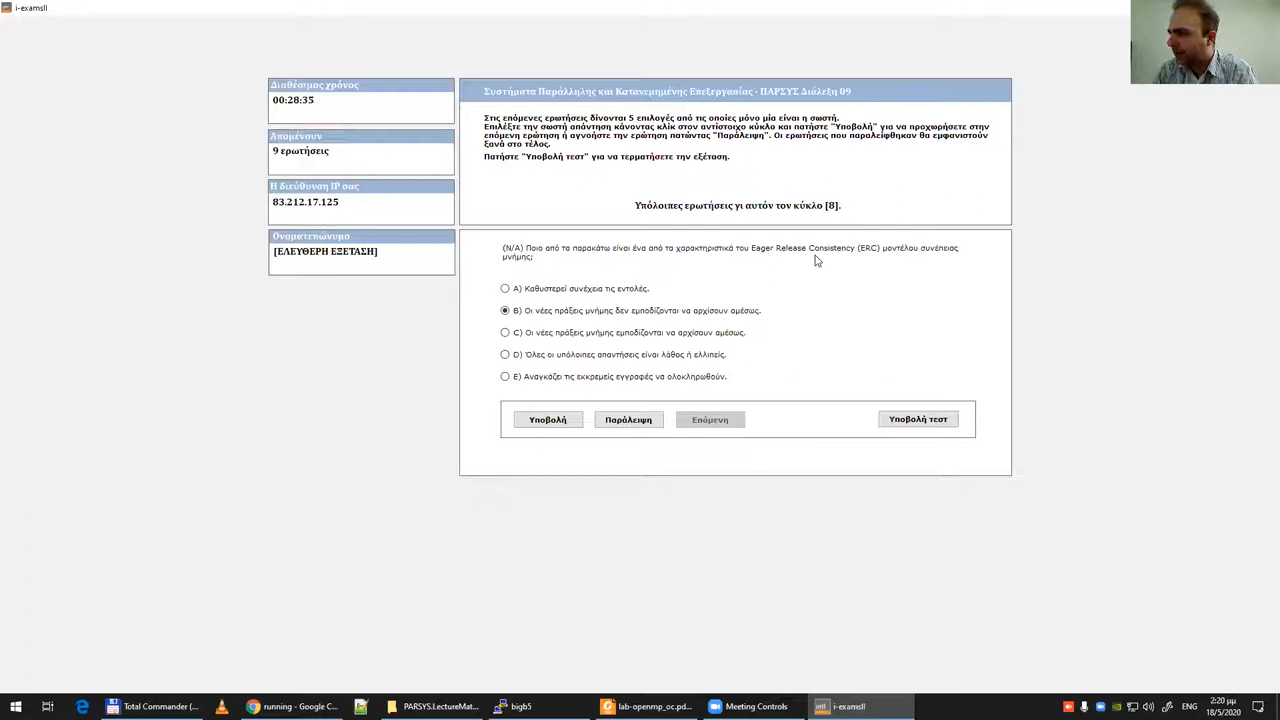 i-examsII
Διαθέσιμος χρόνος
00:28:35
Απομένουν
9 ερωτήσεις
Η διεύθυνση IP σας
83.212.17.125
Ονοματεπώνυμο
[ΕΛΕΥΘΕΡΗ ΕΞΕΤΑΣΗ]
Συστήματα Παράλληλης και Κατανεμημένης Επεξεργασίας - ΠΑΡΣΥΣ Διάλεξη 09
Στις επόμενες ερωτήσεις δίνονται 5 επιλογές από τις οποίες μόνο μία είναι η σωστή.
Επιλέξτε την σωστή απάντηση κάνοντας κλίκ στον αντίστοιχο κύκλο και πατήστε "Υποβολή" για να προχωρήσετε στην
επόμενη ερώτηση ή αγνοήστε την ερώτηση πατώντας "Παράλειψη". Οι ερωτήσεις που παραλείφθηκαν θα εμφανιστούν
ξανά στο τέλος.
Πατήστε "Υποβολή τεστ" για να τερματήσετε την εξέταση.
Υπόλοιπες ερωτήσεις γι αυτόν τον κύκλο [8].
(N/A) Ποιο από τα παρακάτω είναι ένα από τα χαρακτηριστικά του Eager Release Consistency (ERC) μοντέλου συνέπειας
μνήμης;
A) Καθυστερεί συνέχεια τις εντολές.
B) Οι νέες πράξεις μνήμης δεν εμποδίζονται να αρχίσουν αμέσως.
C) Οι νέες πράξεις μνήμης εμποδίζονται να αρχίσουν αμέσως.
D) Όλες οι υπόλοιπες απαντήσεις είναι λάθος ή ελλιπείς.
E) Αναγκάζει τις εκκρεμείς εγγραφές να ολοκληρωθούν.
Υποβολή Παράλειψη Επόμενη Υποβολή τεστ
Total Commander (... running - Google C... PARSYS.LectureMat... bigb5 lab-openmp_oc.pd... Meeting Controls i-examsII ENG 2:20 μμ
18/5/2020